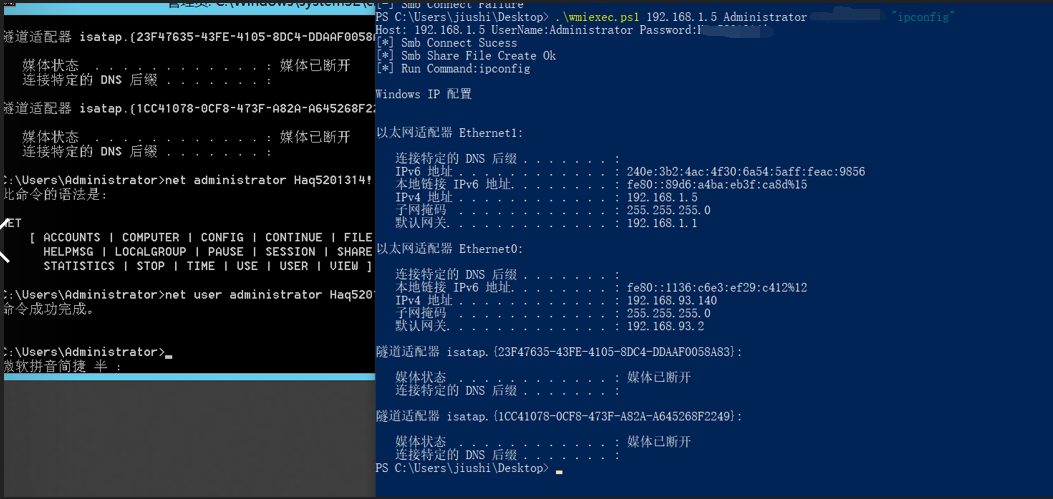 管理员: C:\Windows\system32\c
隧道适配器 isatap.{23F47635-43FE-4105-8DC4-DDAAF0058A
媒体状态 . . . . . . . . . . . . : 媒体已断开
连接特定的 DNS 后缀 . . . . . . . :
隧道适配器 isatap.{1CC41078-0CF8-473F-A82A-A645268F22
媒体状态 . . . . . . . . . . . . : 媒体已断开
连接特定的 DNS 后缀 . . . . . . . :
C:\Users\Administrator>net administrator Haq5201314!
此命令的语法是:
NET
[ ACCOUNTS | COMPUTER | CONFIG | CONTINUE | FILE
HELPMSG | LOCALGROUP | PAUSE | SESSION | SHARE
STATISTICS | STOP | TIME | USE | USER | VIEW ]
C:\Users\Administrator>net user administrator Haq520
命令成功完成。
C:\Users\Administrator>
微软拼音简捷 半 :
[-] Smb Connect Failure
PS C:\Users\jiushi\Desktop> .\wmiexec.ps1 192.168.1.5 Administrator "ipconfig"
Host: 192.168.1.5 UserName:Administrator Password:
[*] Smb Connect Sucess
[*] Smb Share File Create Ok
[*] Run Command:ipconfig
Windows IP 配置
以太网适配器 Ethernet1:
连接特定的 DNS 后缀 . . . . . . . :
IPv6 地址 . . . . . . . . . . . . : 240e:3b2:4ac:4f30:6a54:5aff:feac:9856
本地链接 IPv6 地址. . . . . . . . : fe80::89d6:a4ba:eb3f:ca8d%15
IPv4 地址 . . . . . . . . . . . . : 192.168.1.5
子网掩码 . . . . . . . . . . . . : 255.255.255.0
默认网关. . . . . . . . . . . . . : 192.168.1.1
以太网适配器 Ethernet0:
连接特定的 DNS 后缀 . . . . . . . :
本地链接 IPv6 地址. . . . . . . . : fe80::1136:c6e3:ef29:c412%12
IPv4 地址 . . . . . . . . . . . . : 192.168.93.140
子网掩码 . . . . . . . . . . . . : 255.255.255.0
默认网关. . . . . . . . . . . . . : 192.168.93.2
隧道适配器 isatap.{23F47635-43FE-4105-8DC4-DDAAF0058A83}:
媒体状态 . . . . . . . . . . . . : 媒体已断开
连接特定的 DNS 后缀 . . . . . . . :
隧道适配器 isatap.{1CC41078-0CF8-473F-A82A-A645268F2249}:
媒体状态 . . . . . . . . . . . . : 媒体已断开
连接特定的 DNS 后缀 . . . . . . . :
PS C:\Users\jiushi\Desktop>